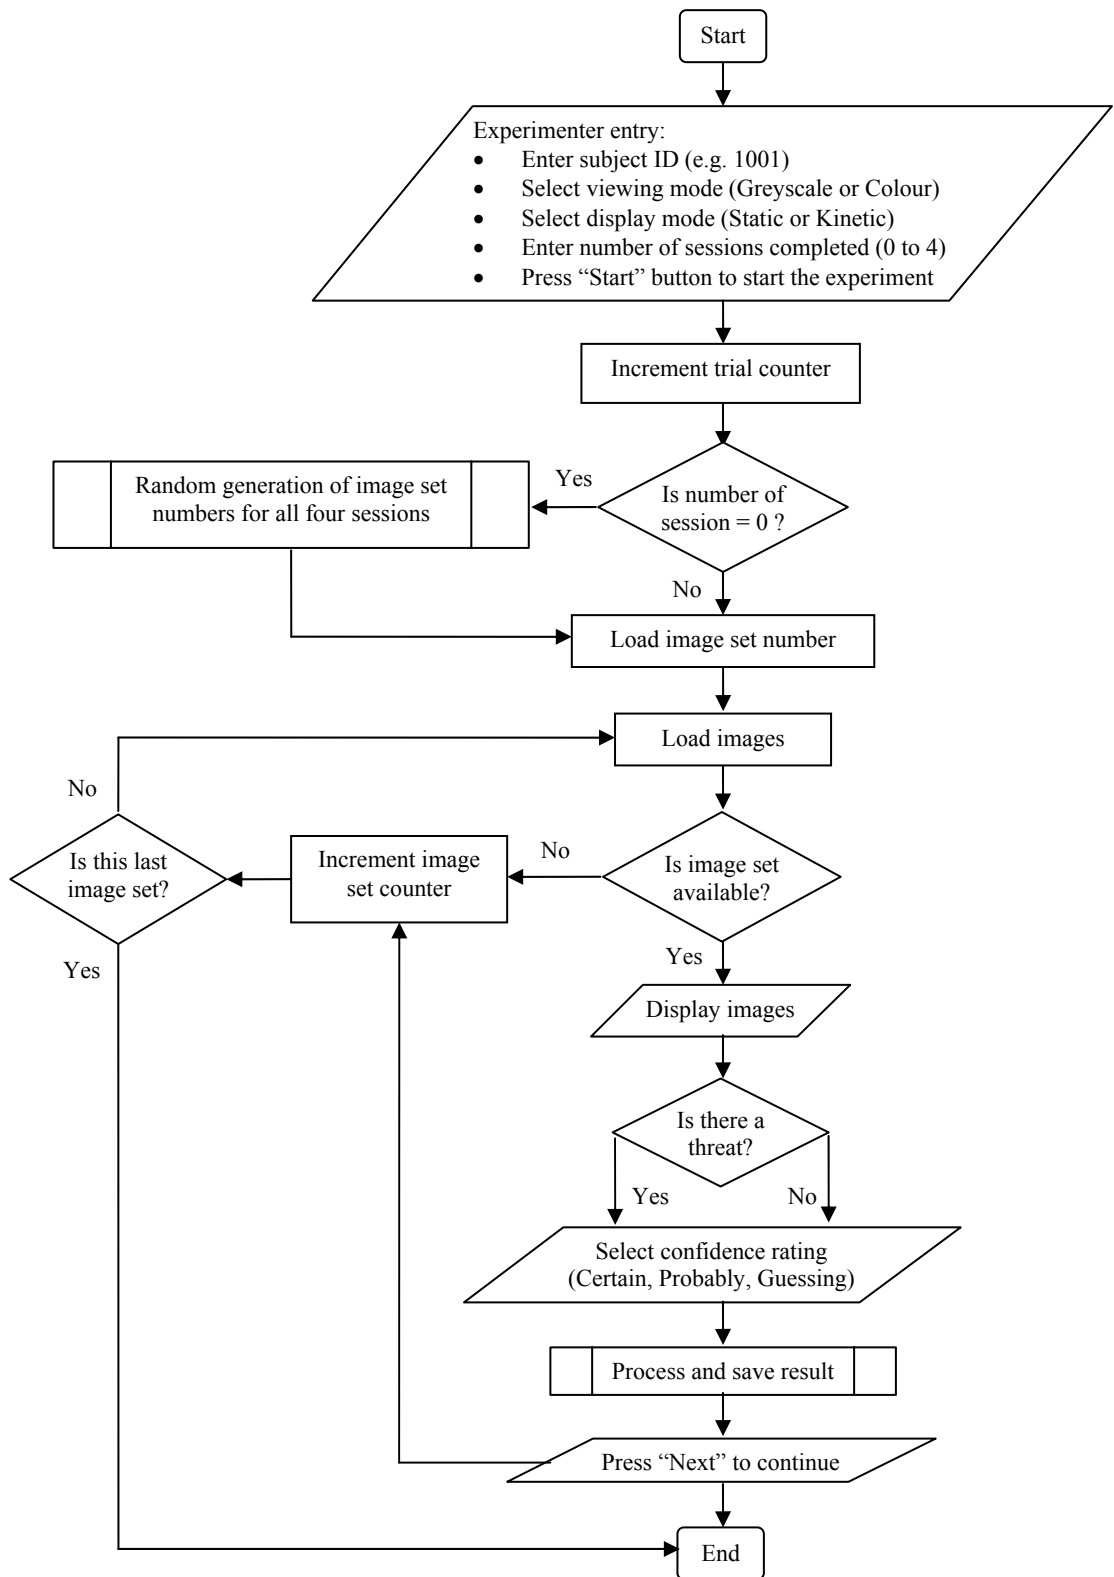 Start
Experimenter entry:
• Enter subject ID (e.g. 1001)
• Select viewing mode (Greyscale or Colour)
• Select display mode (Static or Kinetic)
• Enter number of sessions completed (0 to 4)
• Press “Start” button to start the experiment
Increment trial counter
Is number of
session = 0 ?
Yes
Random generation of image set
numbers for all four sessions
No
Load image set number
Load images
Is image set
available?
No
Increment image
set counter
Is this last
image set?
No
Yes
Yes
Display images
Is there a
threat?
Yes
No
Select confidence rating
(Certain, Probably, Guessing)
Process and save result
Press “Next” to continue
End